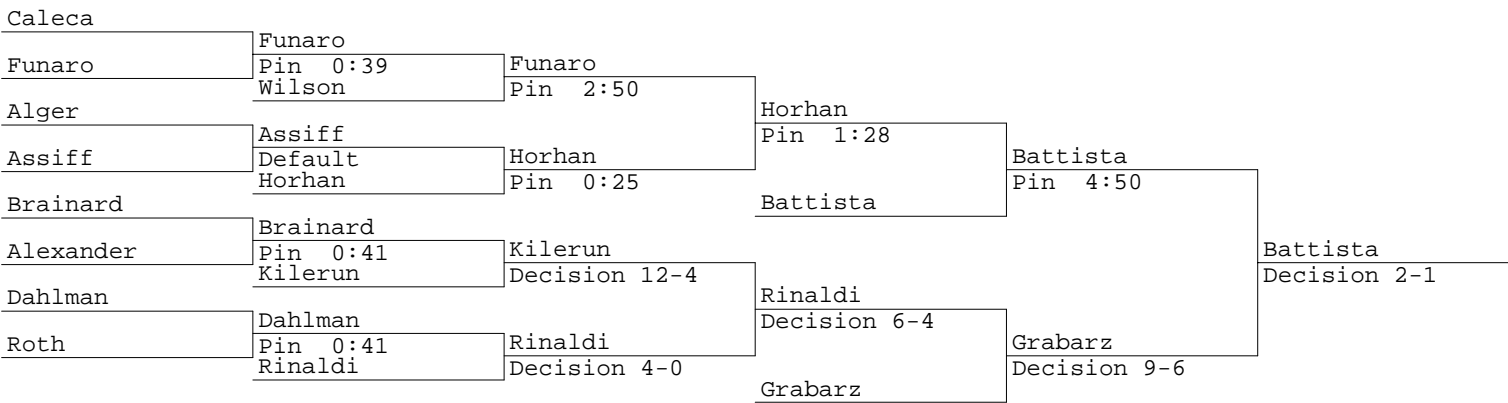 Caleca
Funaro
Funaro
Pin 0:39
Funaro
Wilson
Pin 2:50
Alger
Horhan
Assiff
Pin 1:28
Assiff
Default
Horhan
Battista
Horhan
Pin 0:25
Pin 4:50
Brainard
Battista
Brainard
Alexander
Pin 0:41
Kilerun
Battista
Kilerun
Decision 12-4
Decision 2-1
Dahlman
Rinaldi
Dahlman
Decision 6-4
Roth
Pin 0:41
Rinaldi
Grabarz
Rinaldi
Decision 4-0
Decision 9-6
Grabarz